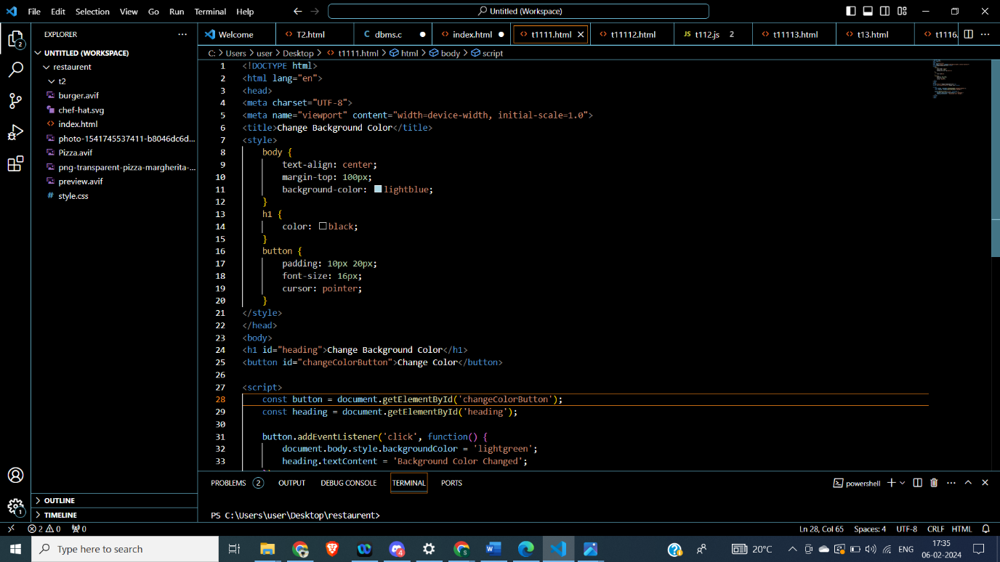 File Edit Selection View Go Run Terminal Help
Untitled (Workspace)
EXPLORER
UNTITLED (WORKSPACE)
restaurent
t2
burger.avif
chef-hat.svg
index.html
photo-1541745537411-b8046dc6d...
Pizza.avif
png-transparent-pizza-margherita-...
preview.avif
style.css
OUTLINE
TIMELINE
Welcome T2.html dbms.c index.html t1111.html t11112.html t112.js 2 t11113.html t13.html t1116.
C: > Users > user > Desktop > t1111.html > html > body > script
1 <!DOCTYPE html>
2 <html lang="en">
3 <head>
4 <meta charset="UTF-8">
5 <meta name="viewport" content="width=device-width, initial-scale=1.0">
6 <title>Change Background Color</title>
7 <style>
8 body {
9 text-align: center;
10 margin-top: 100px;
11 background-color: lightblue;
12 }
13 h1 {
14 color: black;
15 }
16 button {
17 padding: 10px 20px;
18 font-size: 16px;
19 cursor: pointer;
20 }
21 </style>
22 </head>
23 <body>
24 <h1 id="heading">Change Background Color</h1>
25 <button id="changeColorButton">Change Color</button>
26
27 <script>
28 const button = document.getElementById('changeColorButton');
29 const heading = document.getElementById('heading');
30
31 button.addEventListener('click', function() {
32 document.body.style.backgroundColor = 'lightgreen';
33 heading.textContent = 'Background Color Changed';
PROBLEMS 2 OUTPUT DEBUG CONSOLE TERMINAL PORTS
powershell
PS C:\Users\user\Desktop\restaurent>
2 0 0
Ln 28, Col 65 Spaces: 4 UTF-8 CRLF HTML
Type here to search
20°C
ENG
17:35
06-02-2024